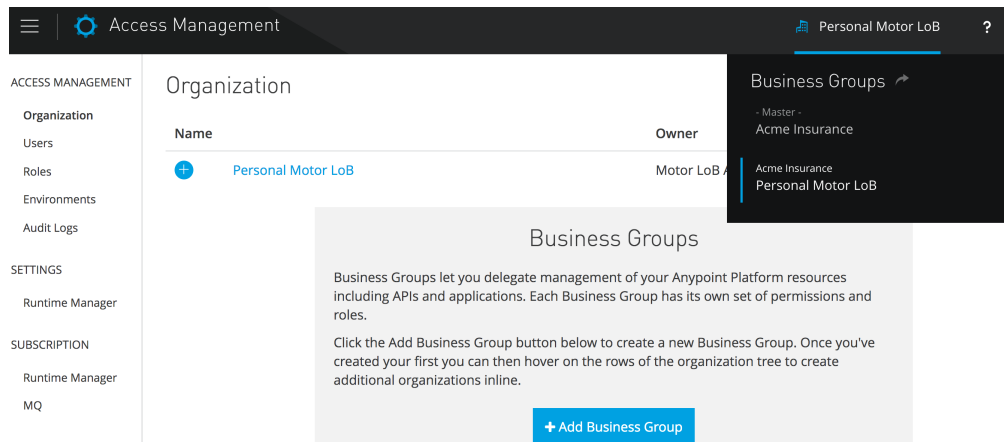 Access Management
Personal Motor LoB
?
ACCESS MANAGEMENT
Organization
Users
Roles
Environments
Audit Logs
SETTINGS
Runtime Manager
SUBSCRIPTION
Runtime Manager
MQ
Organization
Name
Owner
Personal Motor LoB
Motor LoB A
Business Groups
- Master -
Acme Insurance
Acme Insurance
Personal Motor LoB
Business Groups
Business Groups let you delegate management of your Anypoint Platform resources
including APIs and applications. Each Business Group has its own set of permissions and
roles.
Click the Add Business Group button below to create a new Business Group. Once you've
created your first you can then hover on the rows of the organization tree to create
additional organizations inline.
+ Add Business Group